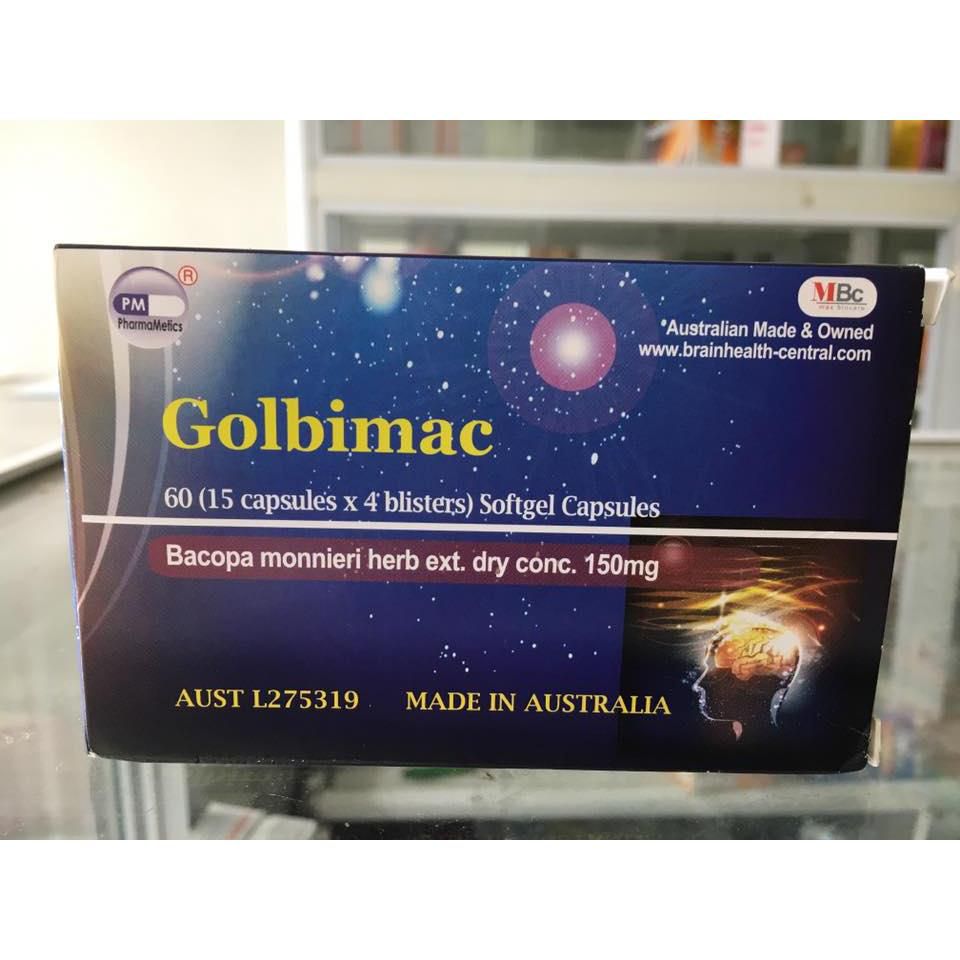 PM
PharmaMetics
®
MBc
max biocare
Australian Made & Owned
www.brainhealth-central.com
Golbimac
60 (15 capsules x 4 blisters) Softgel Capsules
Bacopa monnieri herb ext. dry conc. 150mg
AUST L275319 MADE IN AUSTRALIA